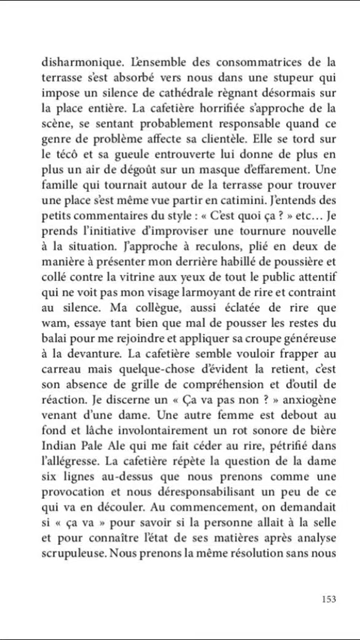 disharmonique. L'ensemble des consommatrices de la
terrasse s'est absorbé vers nous dans une stupeur qui
impose un silence de cathédrale règnant désormais sur
la place entière. La cafetière horrifiée s'approche de la
scène, se sentant probablement responsable quand ce
genre de problème affecte sa clientèle. Elle se tord sur
le técô et sa gueule entrouverte lui donne de plus en
plus un air de dégoût sur un masque d'effarement. Une
famille qui tournait autour de la terrasse pour trouver
une place s'est même vue partir en catimini. J'entends des
petits commentaires du style : « C'est quoi ça ? » etc… Je
prends l'initiative d'improviser une tournure nouvelle
à la situation. J'approche à reculons, plié en deux de
manière à présenter mon derrière habillé de poussière et
collé contre la vitrine aux yeux de tout le public attentif
qui ne voit pas mon visage larmoyant de rire et contraint
au silence. Ma collègue, aussi éclatée de rire que
wam, essaye tant bien que mal de pousser les restes du
balai pour me rejoindre et appliquer sa croupe généreuse
à la devanture. La cafetière semble vouloir frapper au
carreau mais quelque-chose d'évident la retient, c'est
son absence de grille de compréhension et d'outil de
réaction. Je discerne un « Ça va pas non ? » anxiogène
venant d'une dame. Une autre femme est debout au
fond et lâche involontairement un rot sonore de bière
Indian Pale Ale qui me fait céder au rire, pétrifié dans
l'allégresse. La cafetière répète la question de la dame
six lignes au-dessus que nous prenons comme une
provocation et nous déresponsabilisant un peu de ce
qui va en découler. Au commencement, on demandait
si « ça va » pour savoir si la personne allait à la selle
et pour connaître l'état de ses matières après analyse
scrupuleuse. Nous prenons la même résolution sans nous
153